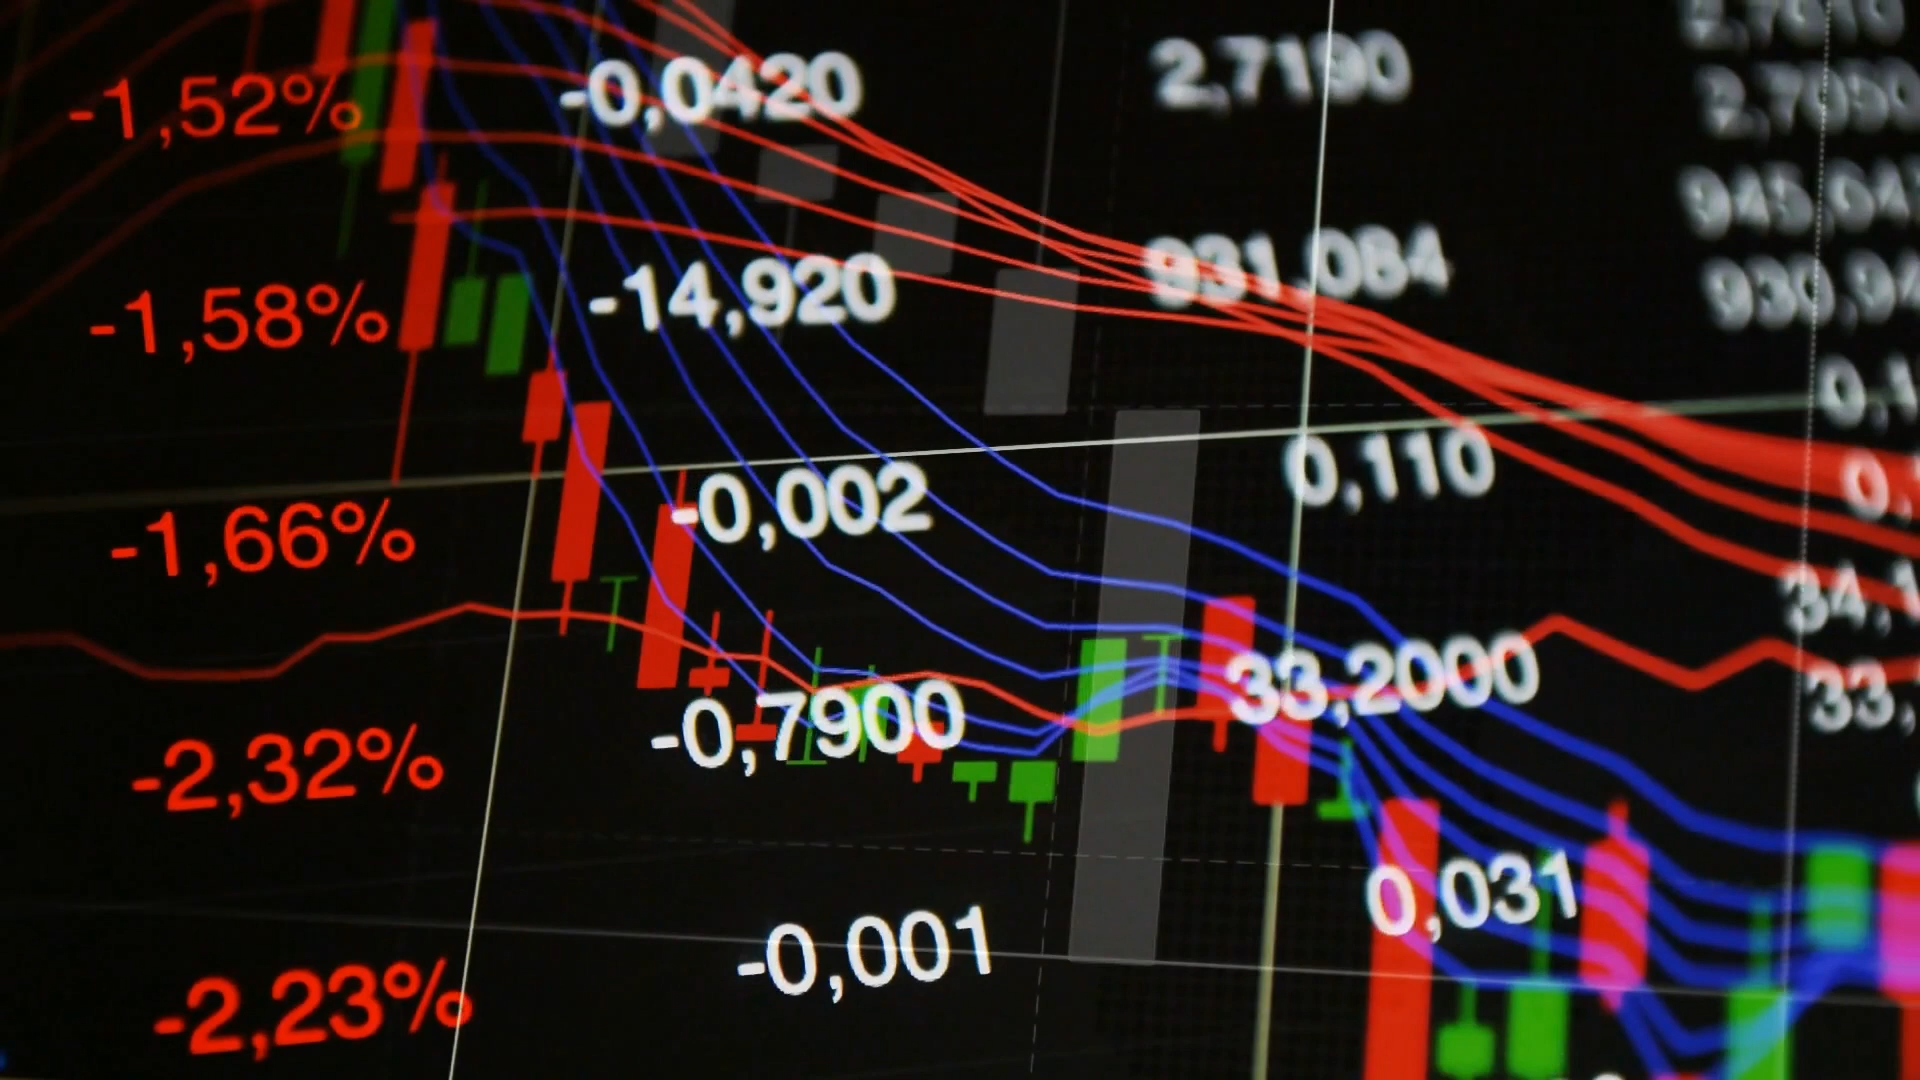 -1,52% -0,0420 2,7190
-1,58% -14,920 931,084
-1,66% -0,002 0,110
-2,32% -0,7900 33,2000
-2,23% -0,001 0,031